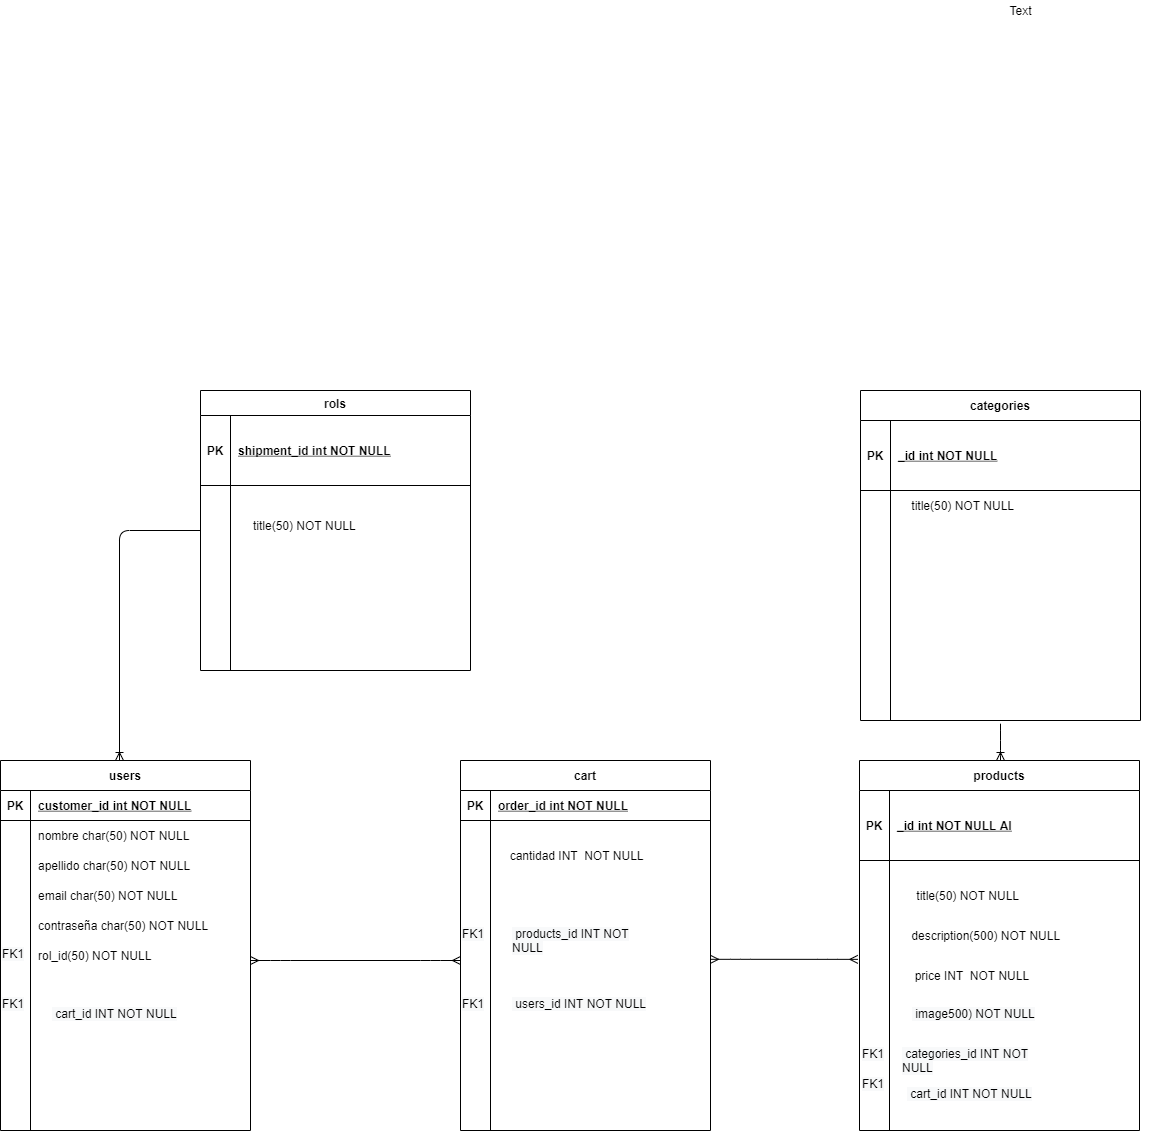 Text
rols
PK
shipment_id int NOT NULL
title(50) NOT NULL
categories
PK
_id int NOT NULL
title(50) NOT NULL
users
PK
customer_id int NOT NULL
nombre char(50) NOT NULL
apellido char(50) NOT NULL
email char(50) NOT NULL
contraseña char(50) NOT NULL
FK1
rol_id(50) NOT NULL
FK1
cart_id INT NOT NULL
cart
PK
order_id int NOT NULL
cantidad INT  NOT NULL
FK1
products_id INT NOT
NULL
FK1
users_id INT NOT NULL
products
PK
_id int NOT NULL AI
title(50) NOT NULL
description(500) NOT NULL
price INT  NOT NULL
image500) NOT NULL
FK1
categories_id INT NOT
NULL
FK1
cart_id INT NOT NULL